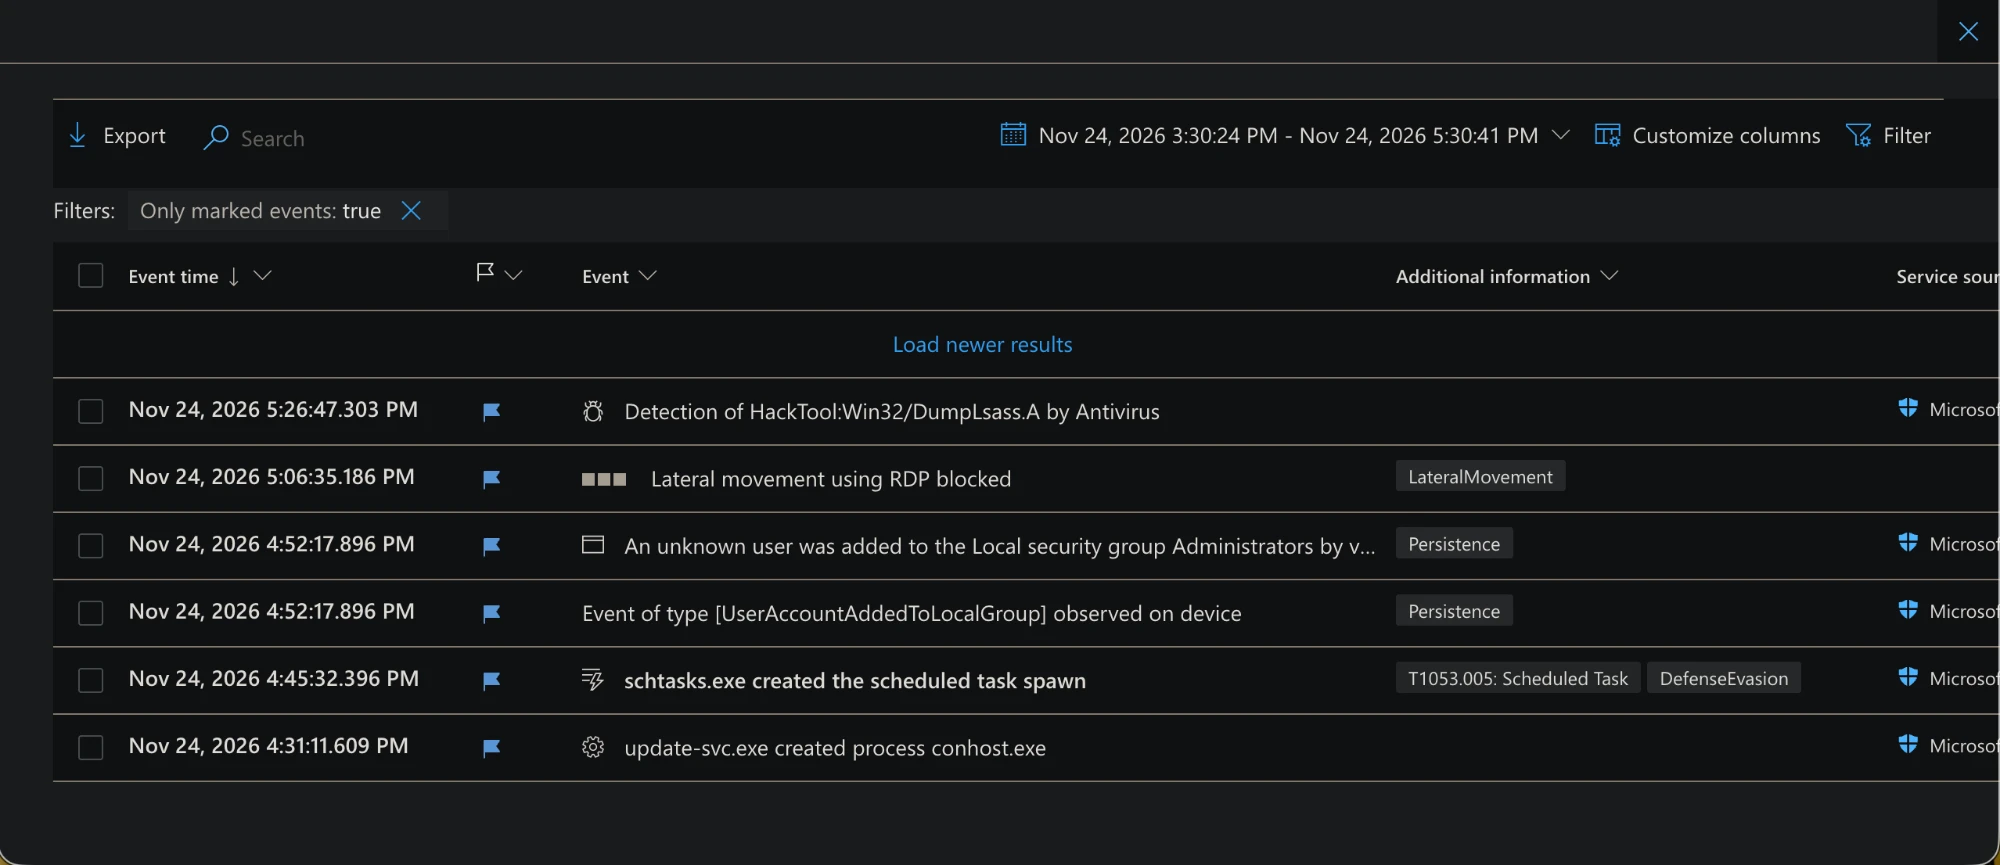 Export Search Nov 24, 2026 3:30:24 PM - Nov 24, 2026 5:30:41 PM Customize columns Filter
Filters: Only marked events: true
Event time Event Additional information Service sour
Load newer results
Nov 24, 2026 5:26:47.303 PM Detection of HackTool:Win32/DumpLsass.A by Antivirus Microsof
Nov 24, 2026 5:06:35.186 PM Lateral movement using RDP blocked LateralMovement
Nov 24, 2026 4:52:17.896 PM An unknown user was added to the Local security group Administrators by v... Persistence Microsof
Nov 24, 2026 4:52:17.896 PM Event of type [UserAccountAddedToLocalGroup] observed on device Persistence Microsof
Nov 24, 2026 4:45:32.396 PM schtasks.exe created the scheduled task spawn T1053.005: Scheduled Task DefenseEvasion Microsof
Nov 24, 2026 4:31:11.609 PM update-svc.exe created process conhost.exe Microsof